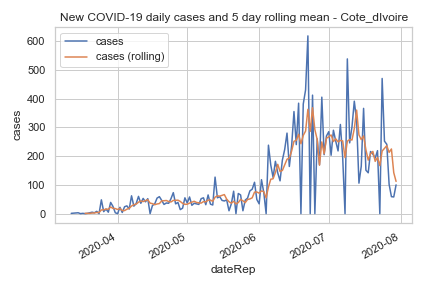 New COVID-19 daily cases and 5 day rolling mean - Cote_dIvoire
cases
cases (rolling)
600
500
400
300
200
100
0
cases
2020-04
2020-05
2020-06
2020-07
2020-08
dateRep